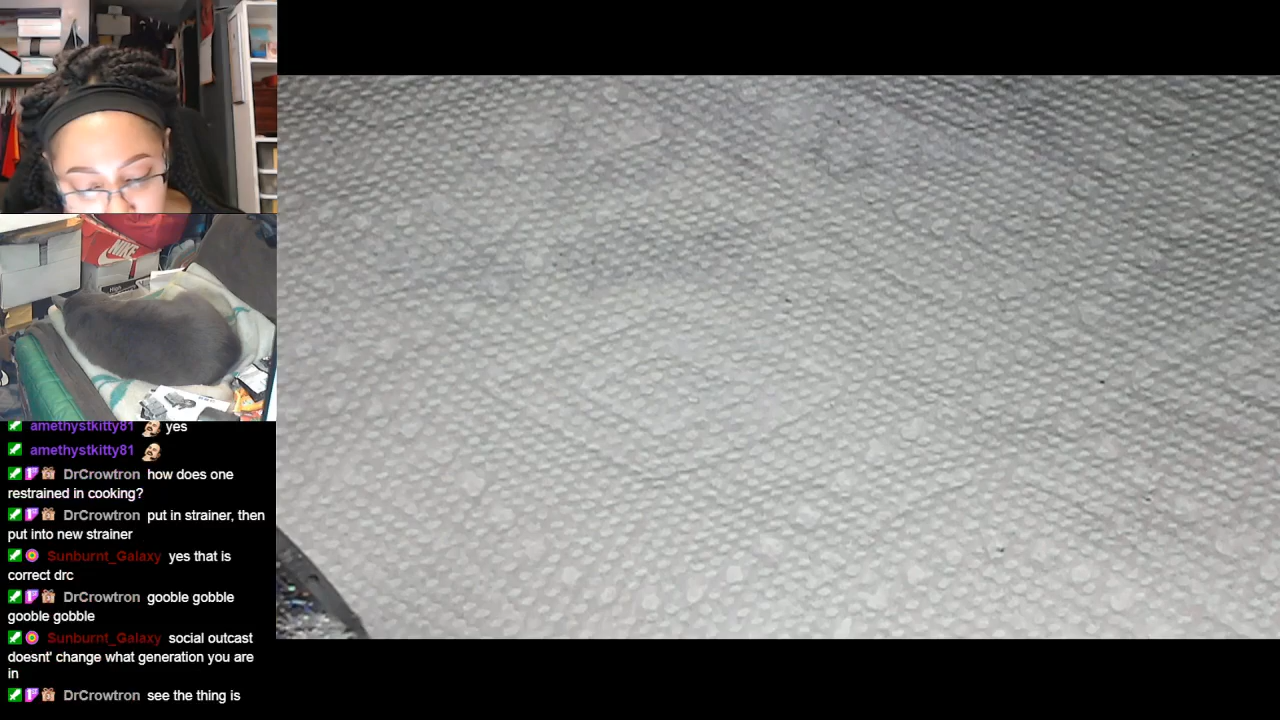 NIKE
amethystkitty81 yes
amethystkitty81
DrCrowtron how does one
restrained in cooking?
DrCrowtron put in strainer, then
put into new strainer
Sunburnt_Galaxy yes that is
correct drc
DrCrowtron gooble gobble
gooble gobble
Sunburnt_Galaxy social outcast
doesnt' change what generation you are
in
DrCrowtron see the thing is